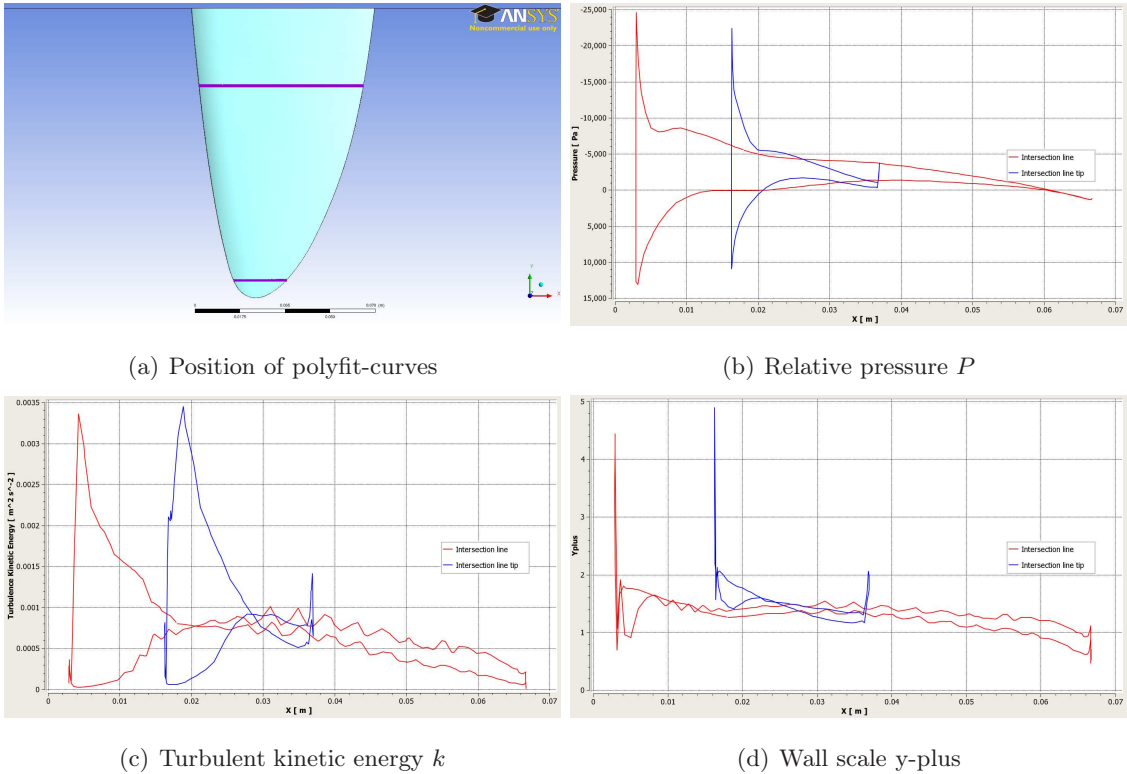 ANSYS
Noncommercial use only
0
0.035
0.070 (m)
0.0175
0.053
Y
X
Z
(a) Position of polyfit-curves
-25,000
-20,000
-15,000
-10,000
-5,000
0
5,000
10,000
15,000
Pressure [ Pa ]
0
0.01
0.02
0.03
0.04
0.05
0.06
0.07
X [ m ]
Intersection line
Intersection line tip
(b) Relative pressure P
0.0035
0.003
0.0025
0.002
0.0015
0.001
0.0005
0
Turbulence Kinetic Energy [ m^2 s^-2 ]
0
0.01
0.02
0.03
0.04
0.05
0.06
0.07
X [ m ]
Intersection line
Intersection line tip
(c) Turbulent kinetic energy k
5
4
3
2
1
0
Yplus
0
0.01
0.02
0.03
0.04
0.05
0.06
0.07
X [ m ]
Intersection line
Intersection line tip
(d) Wall scale y-plus